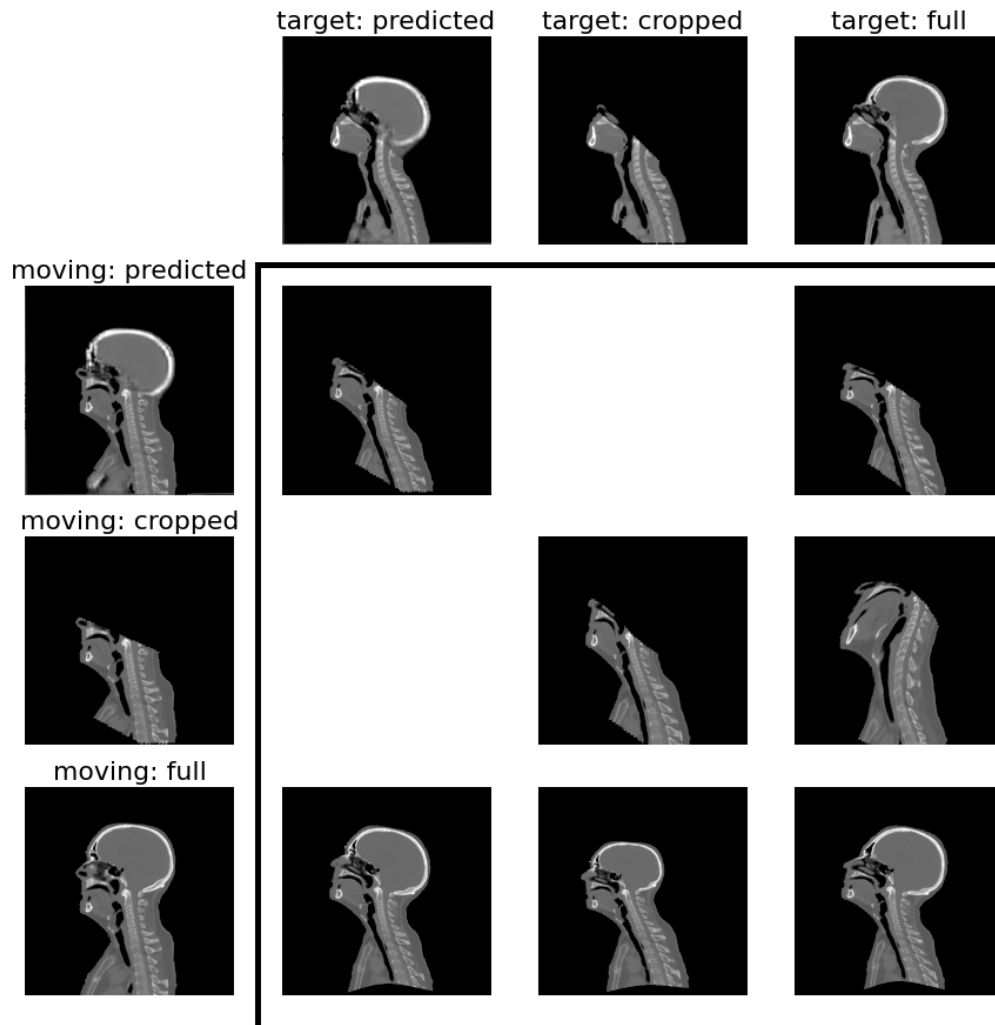 target: predicted
target: cropped
target: full
moving: predicted
moving: cropped
moving: full